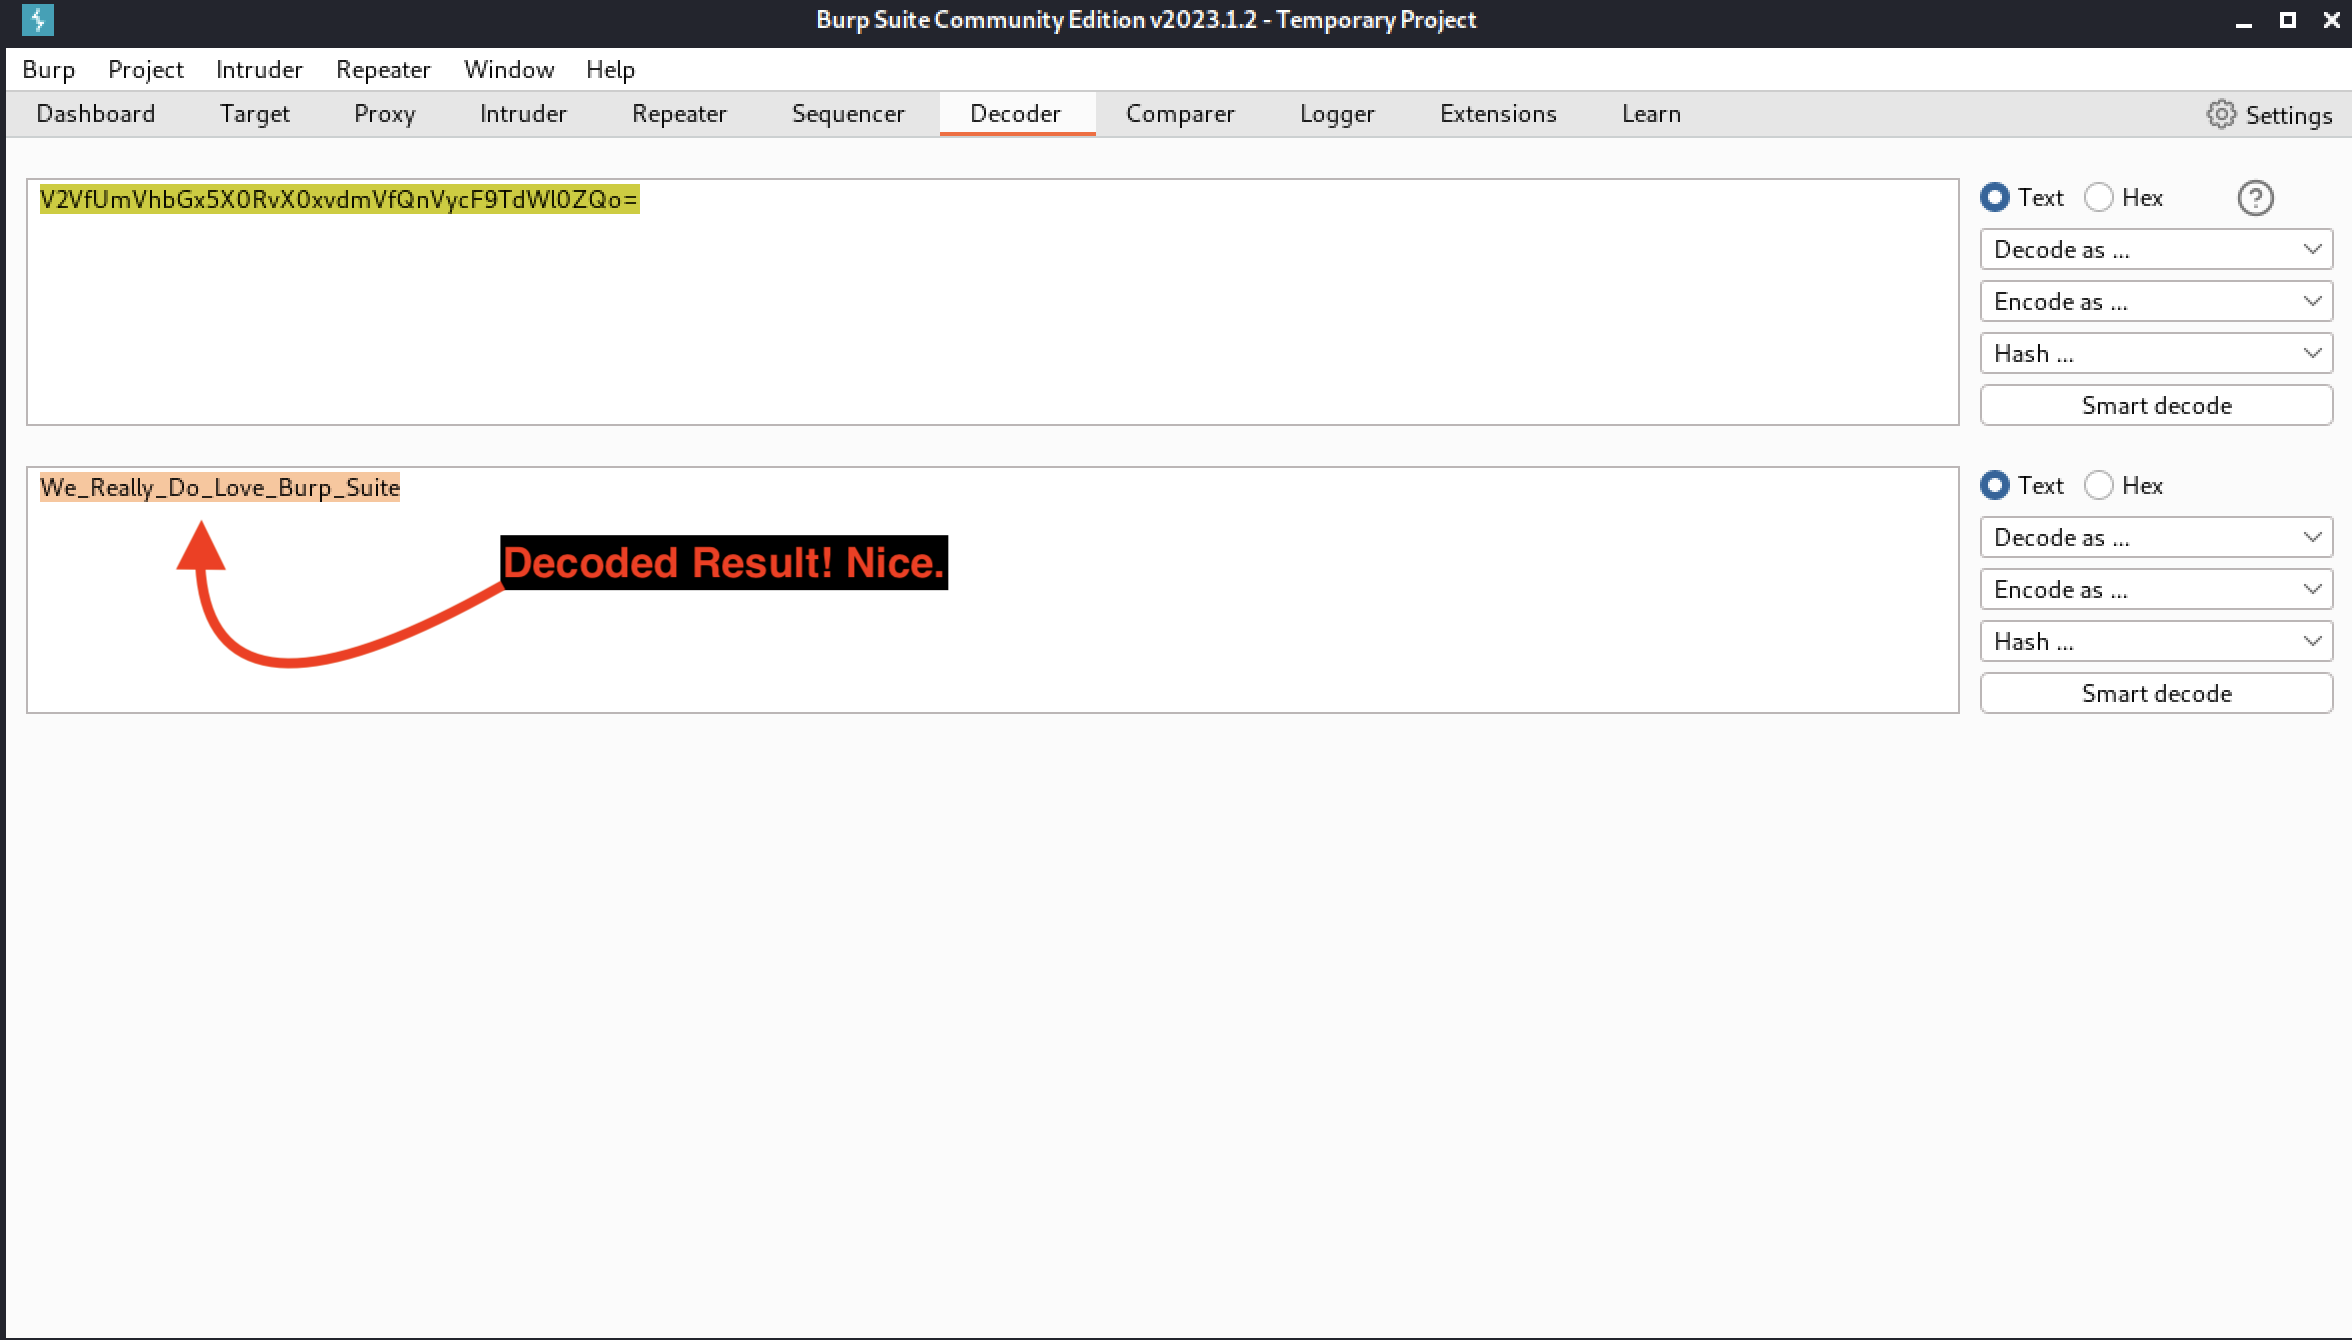 Burp Suite Community Edition v2023.1.2 - Temporary Project
Burp Project Intruder Repeater Window Help
Dashboard Target Proxy Intruder Repeater Sequencer Decoder Comparer Logger Extensions Learn Settings
V2VfUmVhbGx5X0RvX0xvdmVfQnVycF9TdWl0ZQo=
Text Hex ?
Decode as ...
Encode as ...
Hash ...
Smart decode
We_Really_Do_Love_Burp_Suite
Text Hex
Decoded Result! Nice.
Decode as ...
Encode as ...
Hash ...
Smart decode